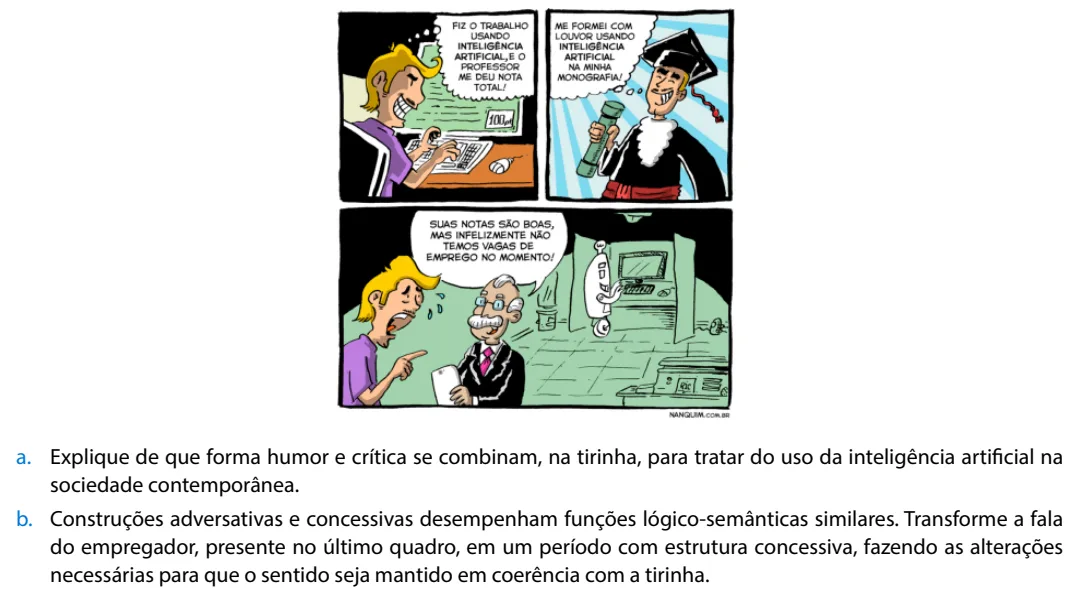 FIZ O TRABALHO
USANDO
INTELIGÊNCIA
ARTIFICIAL, E O
PROFESSOR
ME DEU NOTA
TOTAL!
100pt
ME FORMEI COM
LOUVOR USANDO
INTELIGÊNCIA
ARTIFICIAL
NA MINHA
MONOGRAFIA!
SUAS NOTAS SÃO BOAS,
MAS INFELIZMENTE NÃO
TEMOS VAGAS DE
EMPREGO NO MOMENTO!
NANQUIM.COM.BR
a. Explique de que forma humor e crítica se combinam, na tirinha, para tratar do uso da inteligência artificial na
sociedade contemporânea.
b. Construções adversativas e concessivas desempenham funções lógico-semânticas similares. Transforme a fala
do empregador, presente no último quadro, em um período com estrutura concessiva, fazendo as alterações
necessárias para que o sentido seja mantido em coerência com a tirinha.